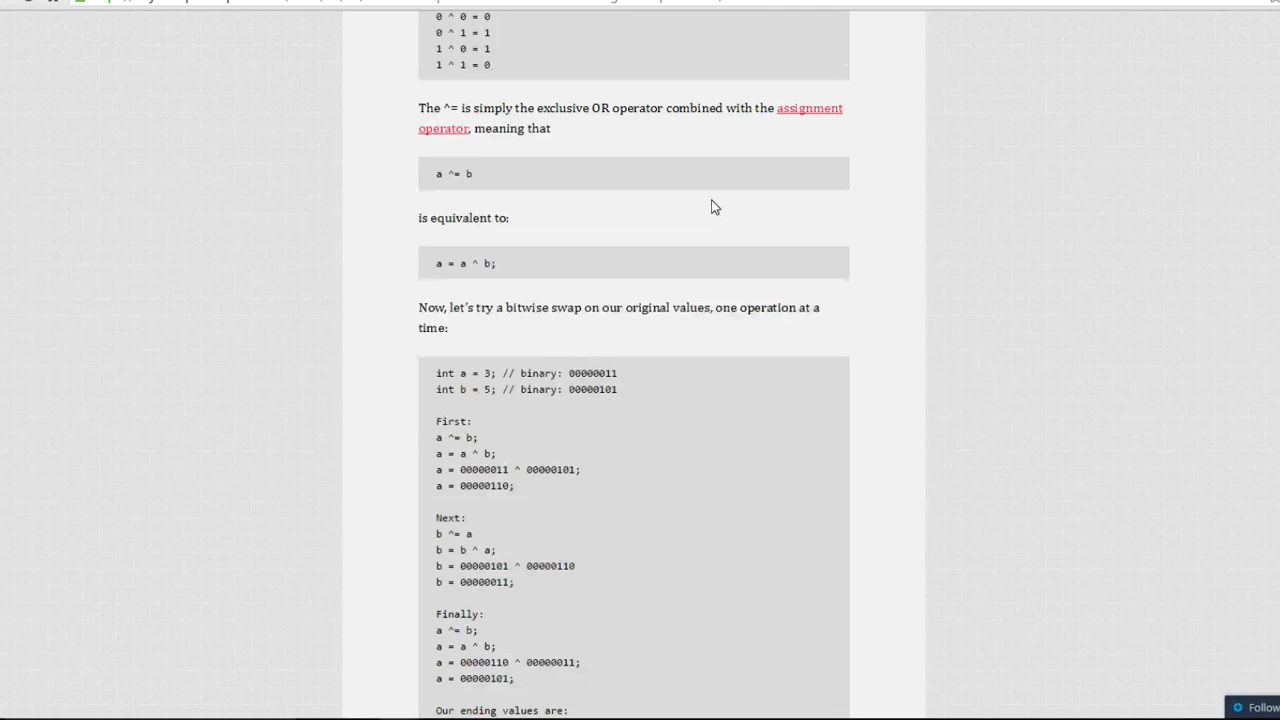 0 ^ 0 = 0
0 ^ 1 = 1
1 ^ 0 = 1
1 ^ 1 = 0
The ^= is simply the exclusive OR operator combined with the assignment
operator, meaning that
a ^= b
is equivalent to:
a = a ^ b;
Now, let's try a bitwise swap on our original values, one operation at a
time:
int a = 3; // binary: 00000011
int b = 5; // binary: 00000101
First:
a ^= b;
a = a ^ b;
a = 00000011 ^ 00000101;
a = 00000110;
Next:
b ^= a
b = b ^ a;
b = 00000101 ^ 00000110
b = 00000011;
Finally:
a ^= b;
a = a ^ b;
a = 00000110 ^ 00000011;
a = 00000101;
Our ending values are:
Follow